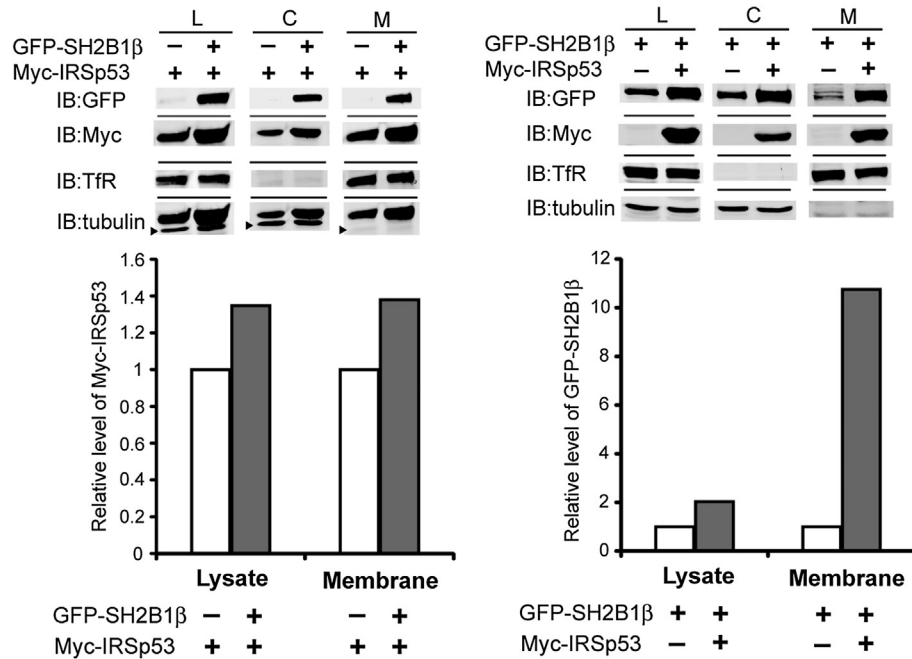 L C M
GFP-SH2B1β − + − + − +
Myc-IRSp53 + + + + + +
IB:GFP
IB:Myc
IB:TfR
IB:tubulin
Relative level of Myc-IRSp53
1.6
1.4
1.2
1
0.8
0.6
0.4
0.2
0
Lysate Membrane
GFP-SH2B1β − + − +
Myc-IRSp53 + + + +
L C M
GFP-SH2B1β + + + + + +
Myc-IRSp53 − + − + − +
IB:GFP
IB:Myc
IB:TfR
IB:tubulin
Relative level of GFP-SH2B1β
12
10
8
6
4
2
0
Lysate Membrane
GFP-SH2B1β + + + +
Myc-IRSp53 − + − +